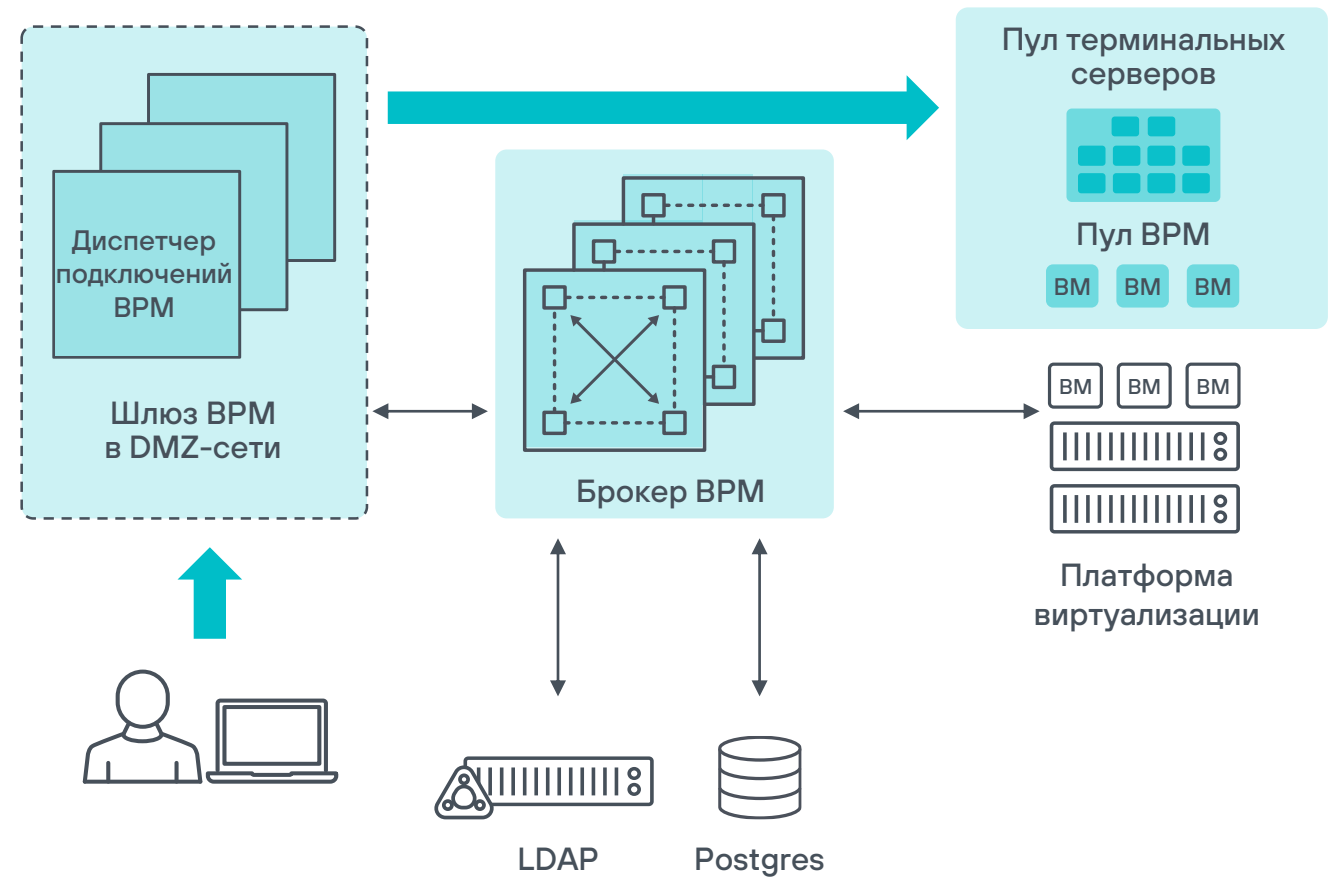 Диспетчер
подключений
ВРМ
Шлюз ВРМ
в DMZ-сети
Брокер ВРМ
Пул терминальных
серверов
Пул ВРМ
ВМ ВМ ВМ
ВМ ВМ ВМ
Платформа
виртуализации
LDAP
Postgres